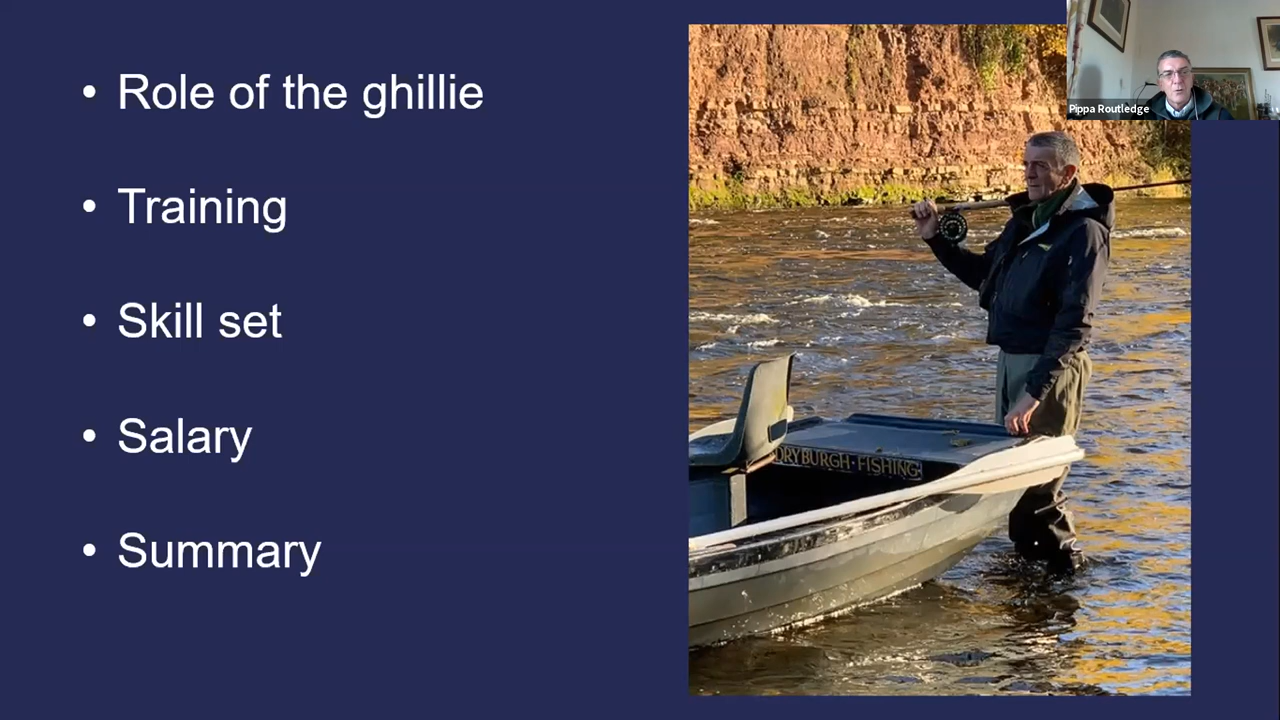 • Role of the ghillie
• Training
• Skill set
• Salary
• Summary
DRYBURGH·FISHING
Pippa Routledge